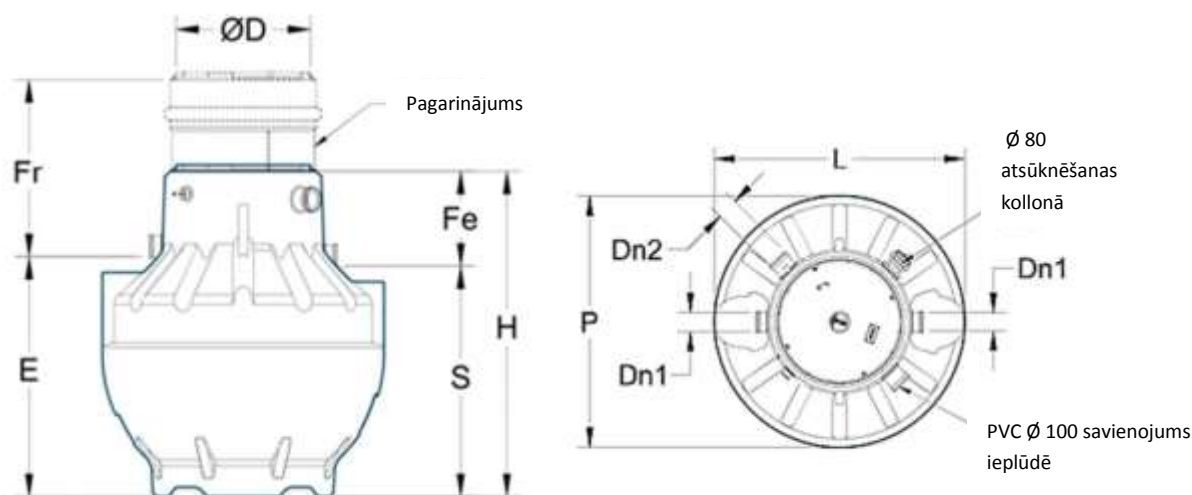 ØD
Pagarinājums
Fr
Fe
E
S
H
L
Ø 80
atsūknēšanas
kollonā
Dn2
Dn1
P
Dn1
PVC Ø 100 savienojums
ieplūdē